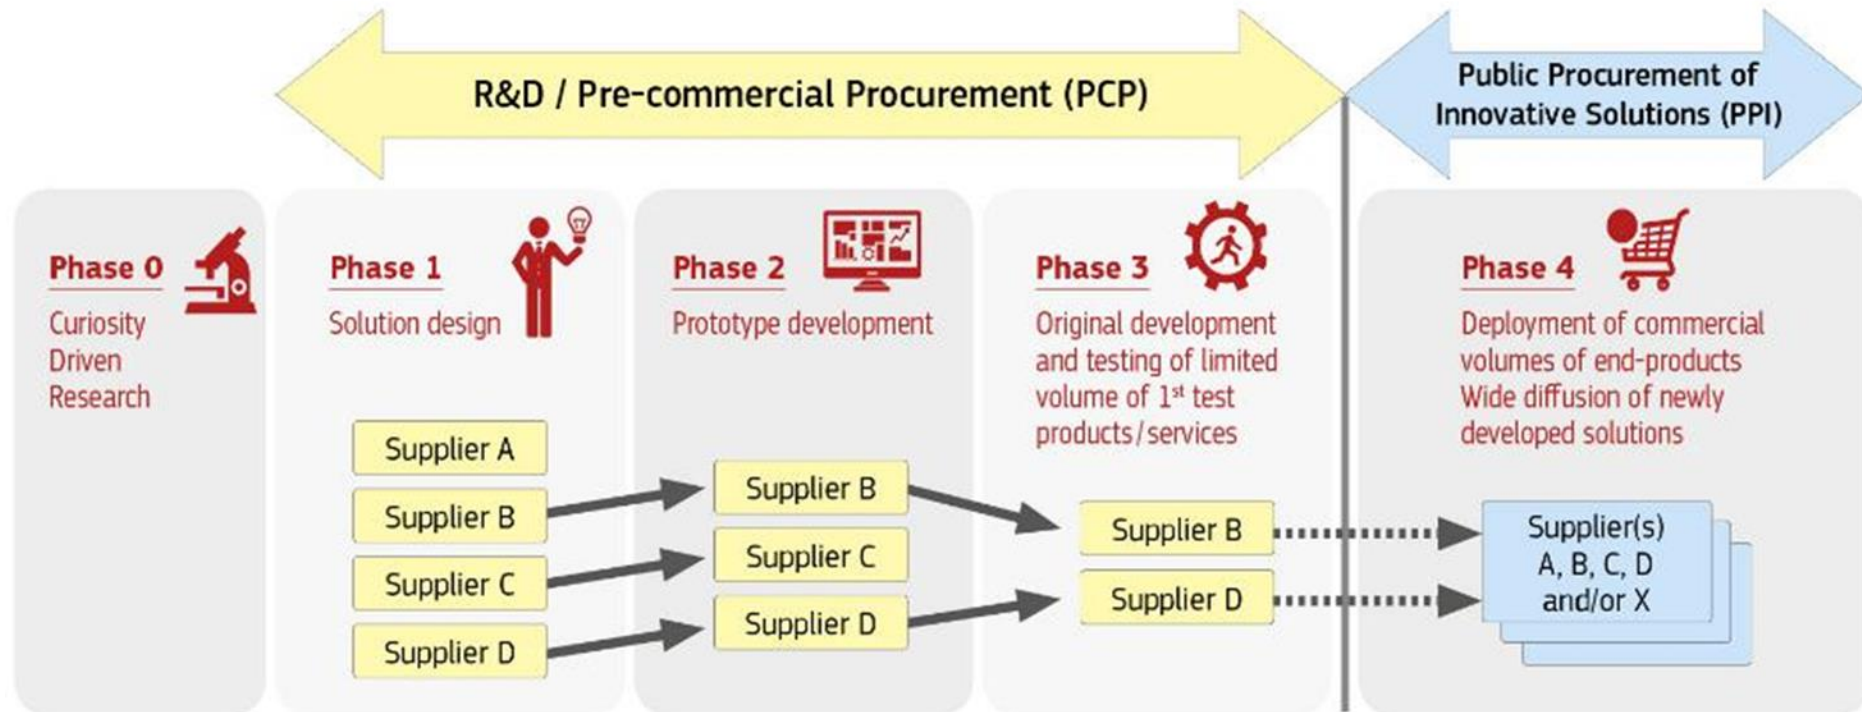 R&D / Pre-commercial Procurement (PCP)
Public Procurement of
Innovative Solutions (PPI)
Phase 0
Curiosity
Driven
Research
Phase 1
Solution design
Supplier A
Supplier B
Supplier C
Supplier D
Phase 2
Prototype development
Supplier B
Supplier C
Supplier D
Phase 3
Original development
and testing of limited
volume of 1st test
products/services
Supplier B
Supplier D
Phase 4
Deployment of commercial
volumes of end-products
Wide diffusion of newly
developed solutions
Supplier(s)
A, B, C, D
and/or X